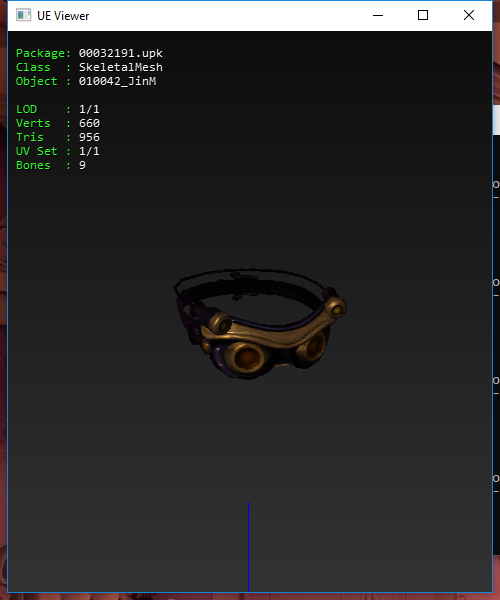 UE Viewer
Package: 00032191.upk
Class : SkeletalMesh
Object : 010042_JinM
LOD : 1/1
Verts : 660
Tris : 956
UV Set : 1/1
Bones : 9